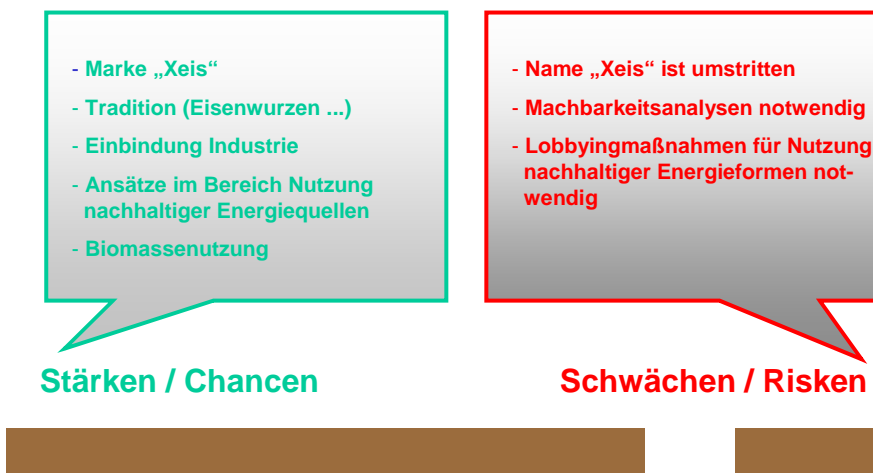 - Marke „Xeis“
- Tradition (Eisenwurzen ...)
- Einbindung Industrie
- Ansätze im Bereich Nutzung
nachhaltiger Energiequellen
- Biomassenutzung
- Name „Xeis“ ist umstritten
- Machbarkeitsanalysen notwendig
- Lobbyingmaßnahmen für Nutzung
nachhaltiger Energieformen not-
wendig
Stärken / Chancen
Schwächen / Risken